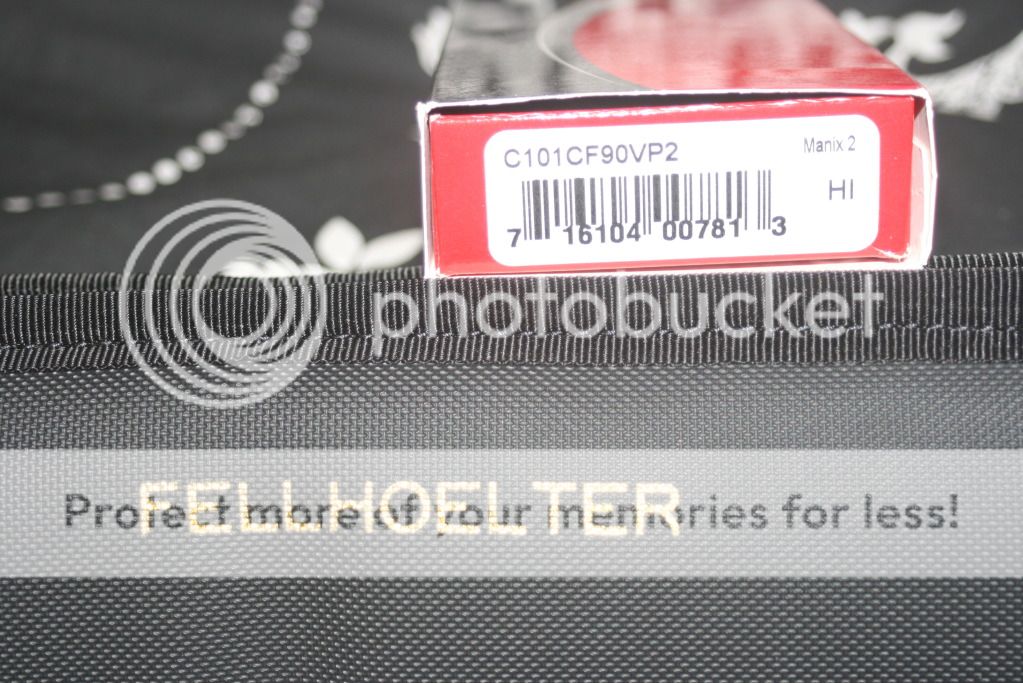 C101CF90VP2
Manix 2
HI
7 16104 00781 3
photobucket
Protect more of your memories for less!
FELLHOELTER